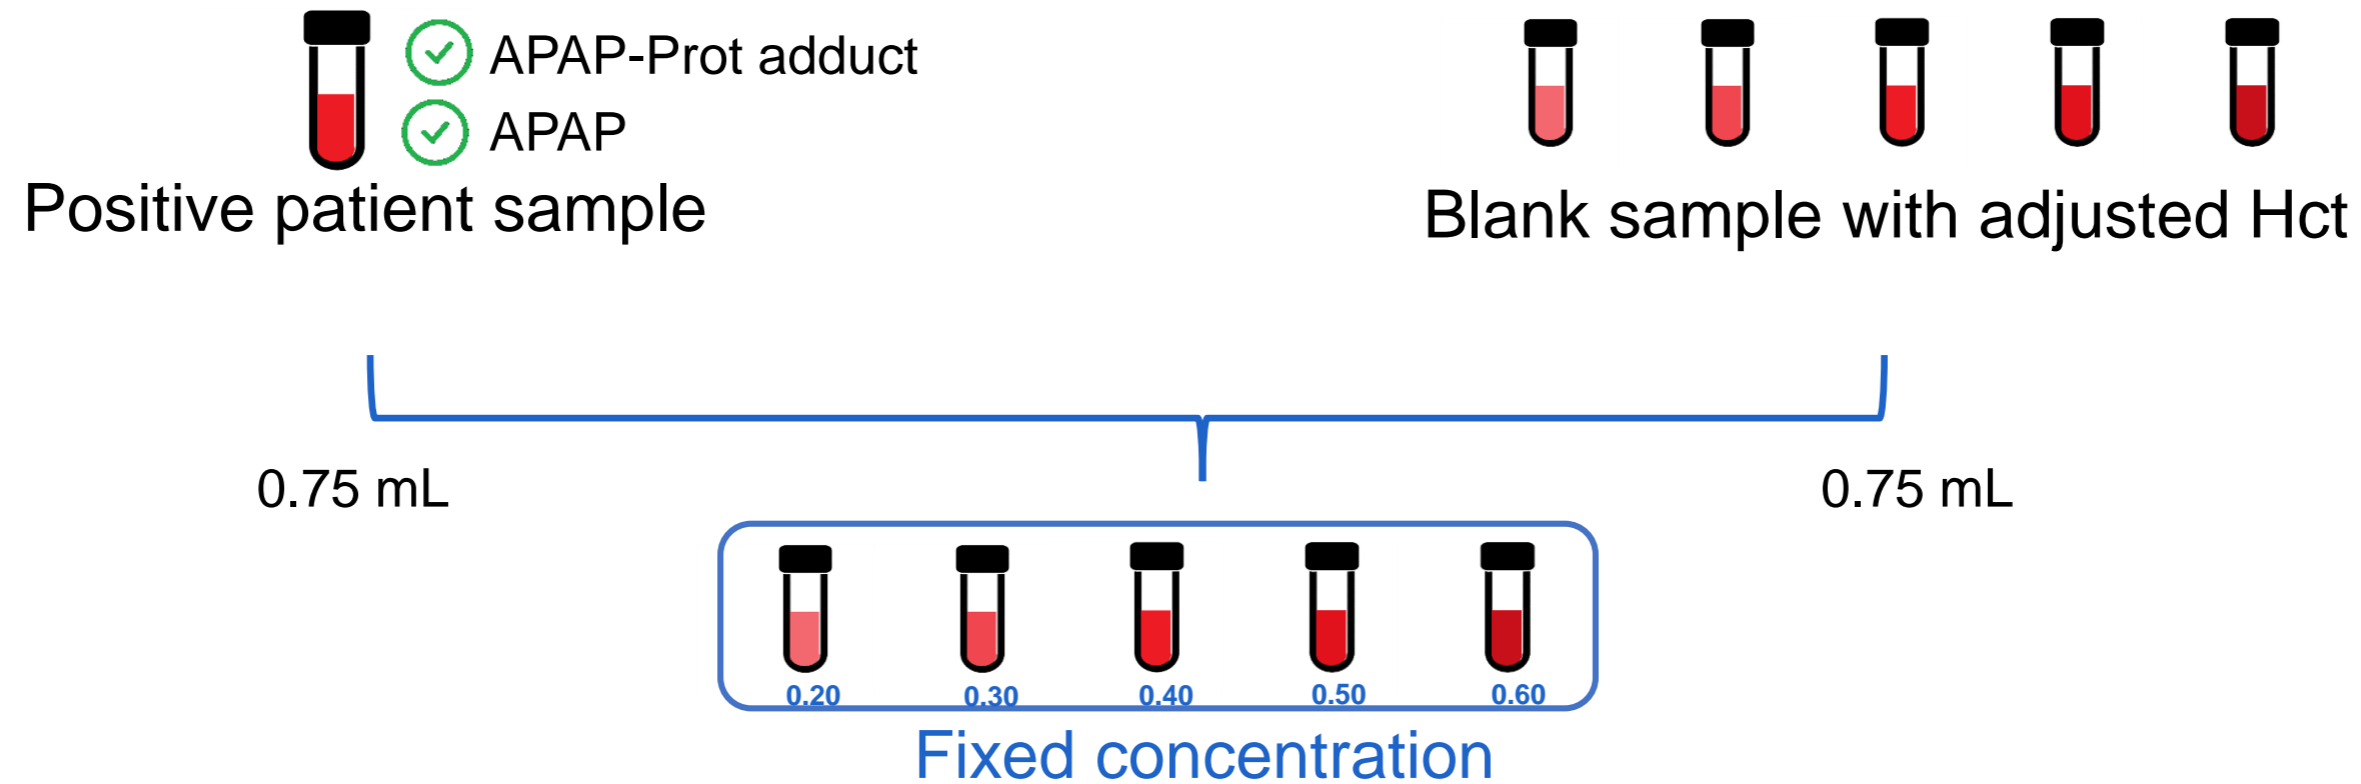 APAP-Prot adduct
APAP
Positive patient sample
Blank sample with adjusted Hct
0.75 mL
0.75 mL
0.20
0.30
0.40
0.50
0.60
Fixed concentration